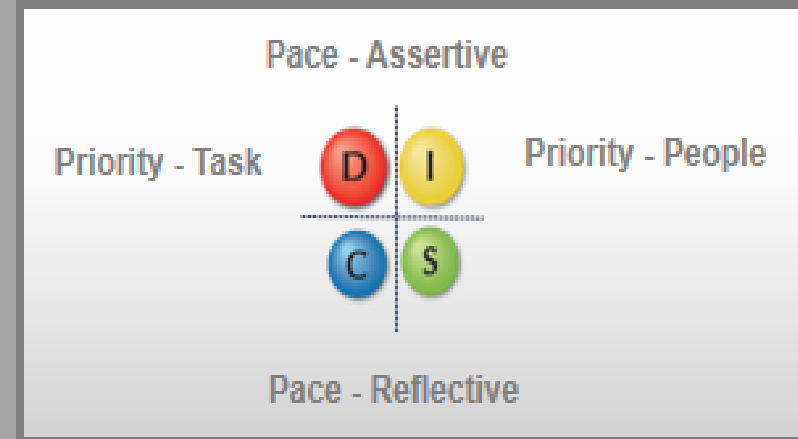 Pace - Assertive
Priority - Task
Priority - People
D I
C S
Pace - Reflective